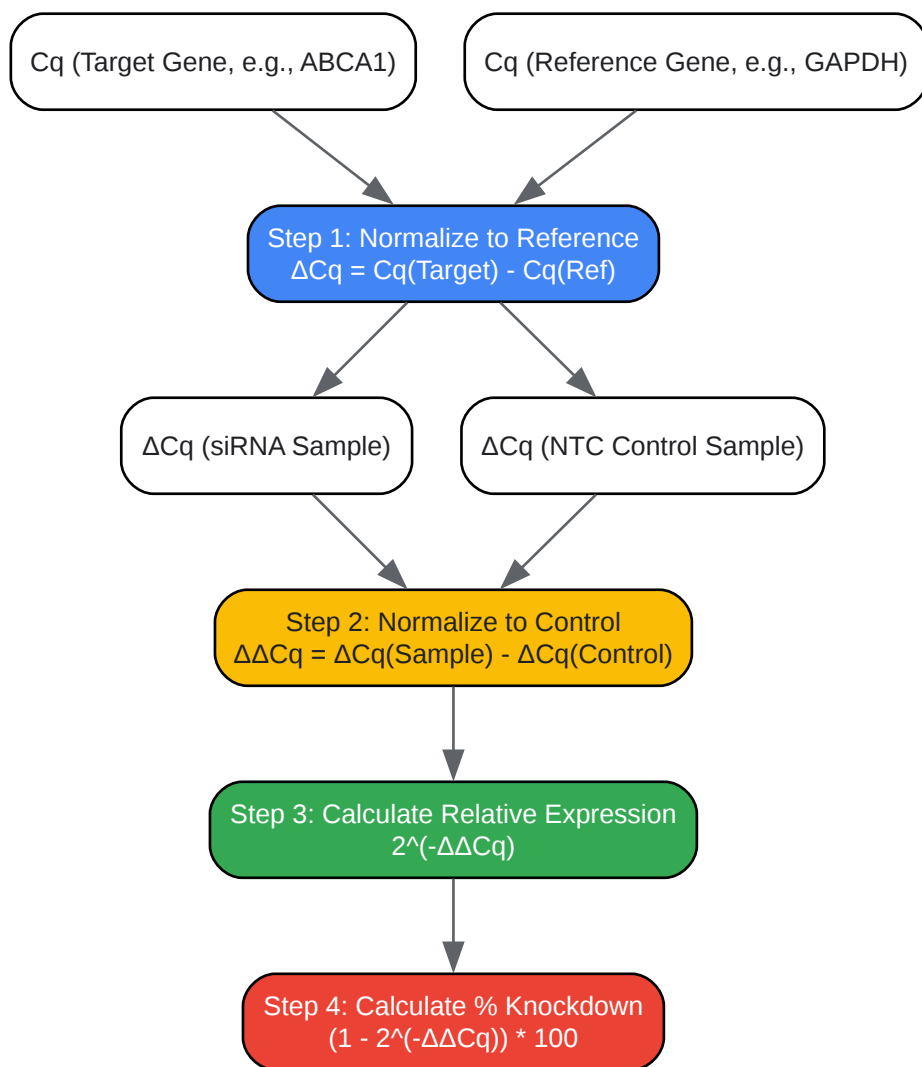 Cq (Target Gene, e.g., ABCA1)
Cq (Reference Gene, e.g., GAPDH)
Step 1: Normalize to Reference
ΔCq = Cq(Target) - Cq(Ref)
ΔCq (siRNA Sample)
ΔCq (NTC Control Sample)
Step 2: Normalize to Control
ΔΔCq = ΔCq(Sample) - ΔCq(Control)
Step 3: Calculate Relative Expression
2^(-ΔΔCq)
Step 4: Calculate % Knockdown
(1 - 2^(-ΔΔCq)) * 100